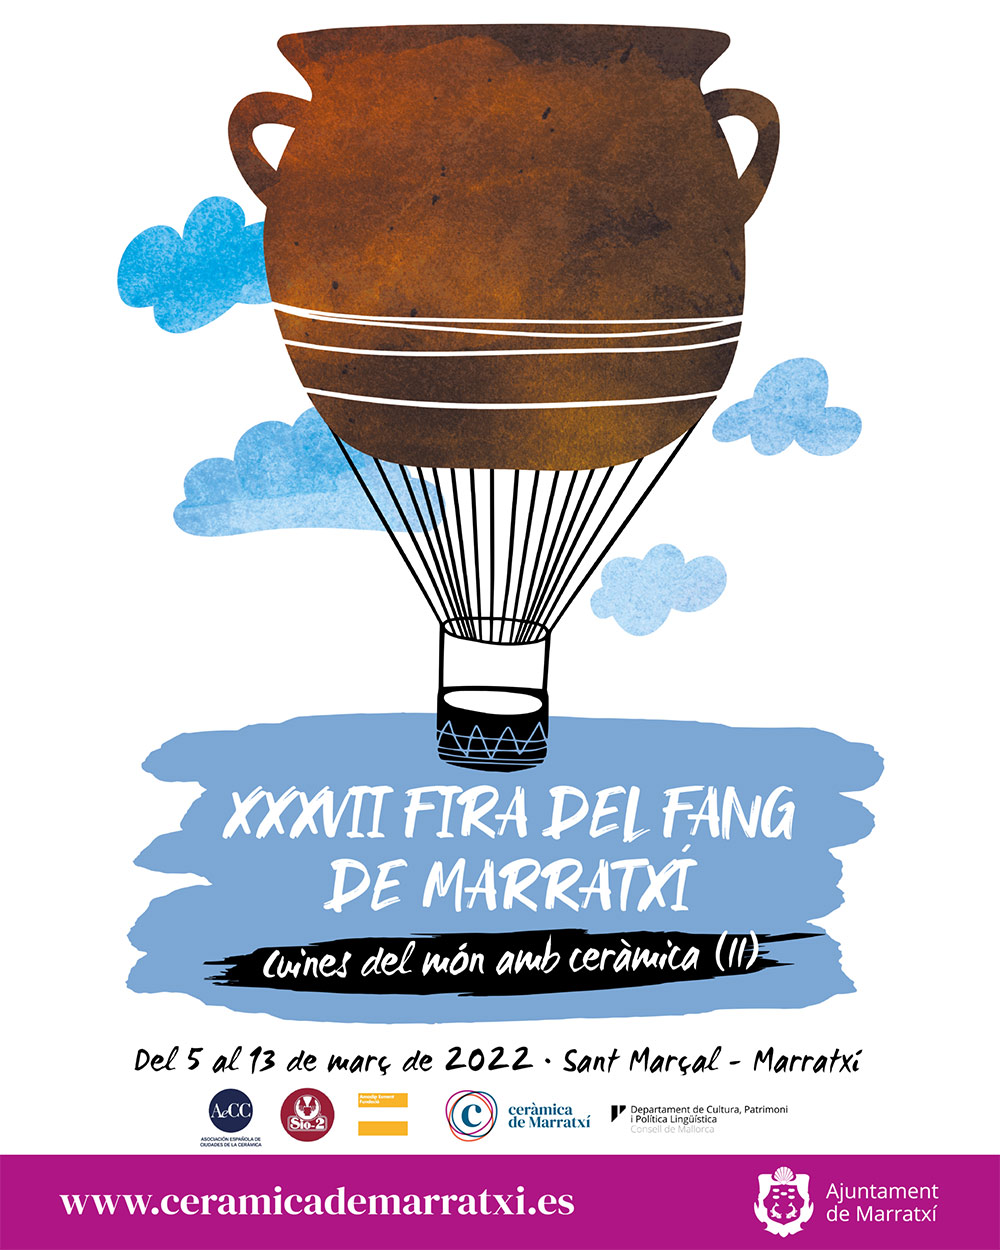 XXXVII FIRA DEL FANG
DE MARRATXÍ
Cuines del món amb ceràmica (II)
Del 5 al 13 de març de 2022 · Sant Marçal - Marratxí
AeCC
ASOCIACIÓN ESPAÑOLA DE
CIUDADES DE LA CERÁMICA
Sio-2
ceràmica
de Marratxí
Departament de Cultura, Patrimoni
i Política Lingüística
Consell de Mallorca
www.ceramicademarratxi.es
Ajuntament
de Marratxí